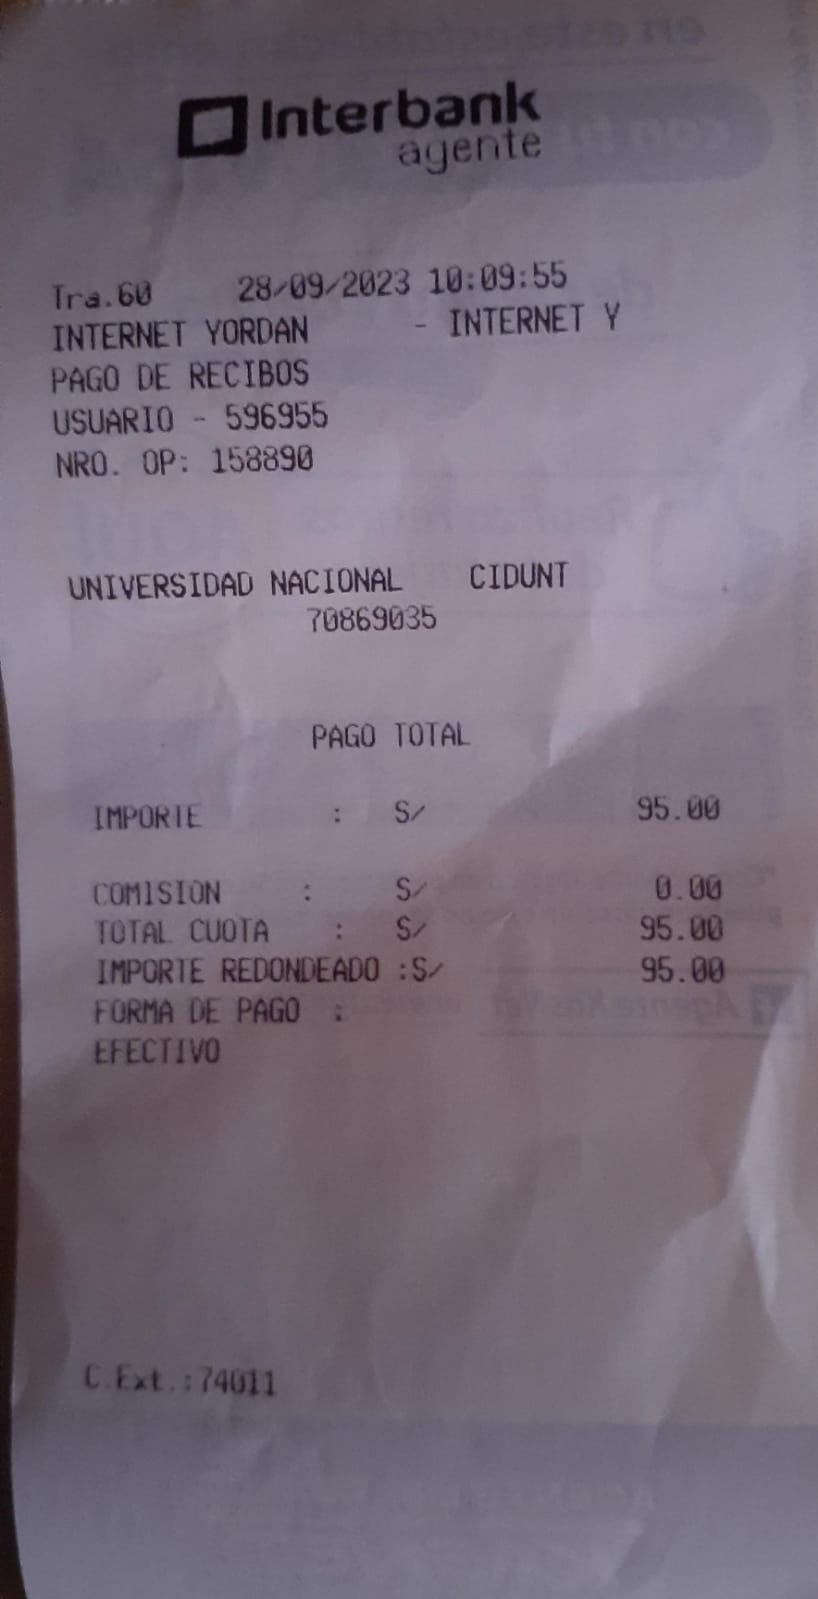 Interbank
agente
Tra.60 28/09/2023 10:09:55
INTERNET YORDAN - INTERNET Y
PAGO DE RECIBOS
USUARIO - 596955
NRO. OP: 158890
UNIVERSIDAD NACIONAL CIDUNT
70869035
PAGO TOTAL
IMPORTE : S/ 95.00
COMISION : S/ 0.00
TOTAL CUOTA : S/ 95.00
IMPORTE REDONDEADO :S/ 95.00
FORMA DE PAGO :
EFECTIVO
C.Ext.:74011